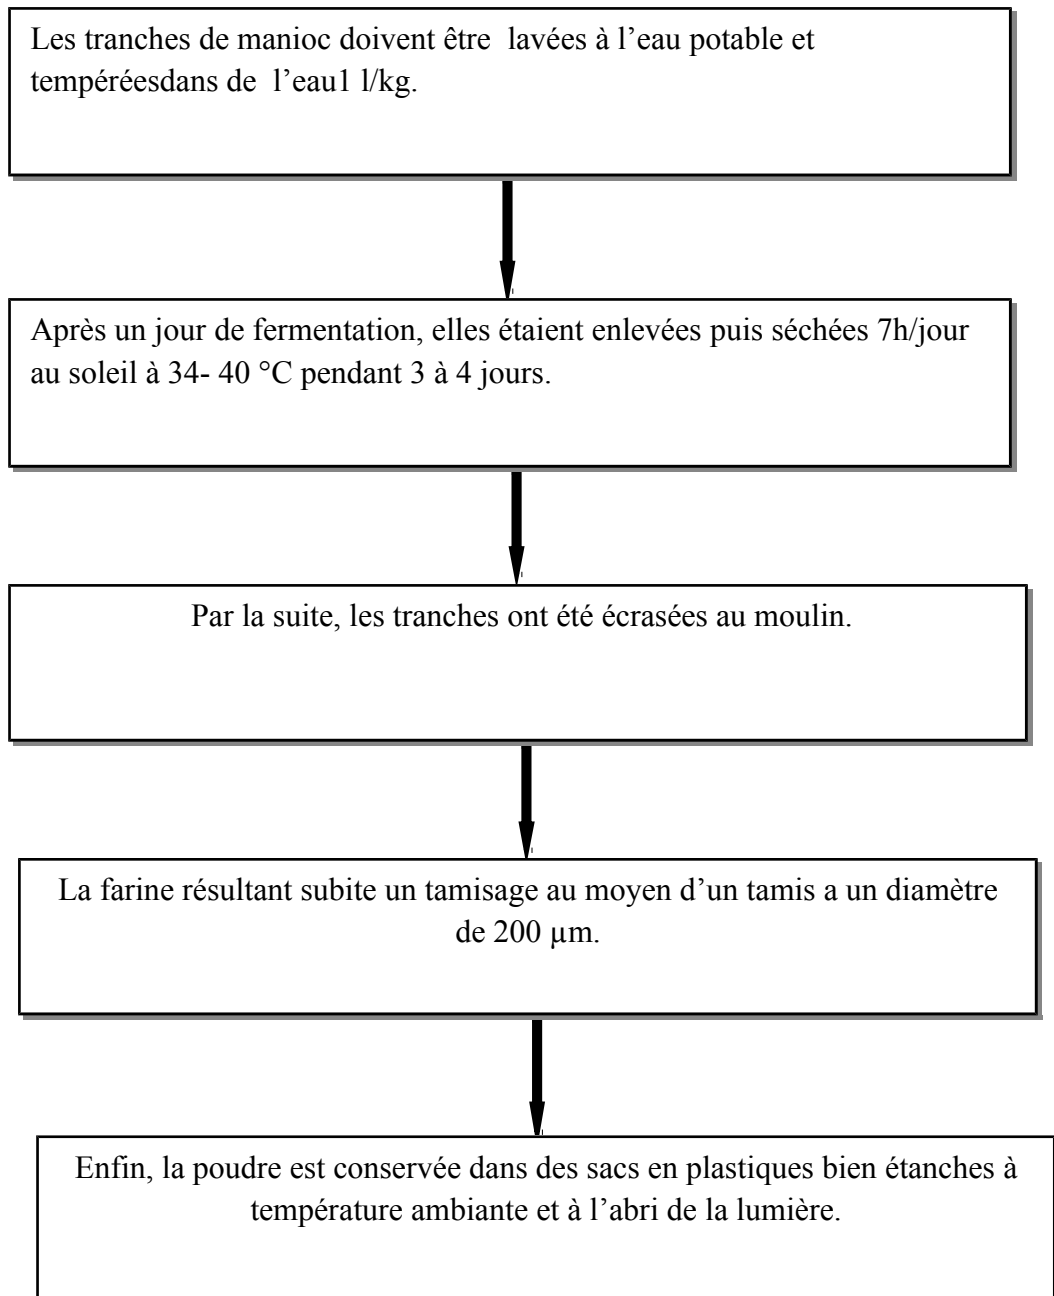 Les tranches de manioc doivent être  lavées à l’eau potable et
tempéréesdans de  l’eau1 l/kg.
Après un jour de fermentation, elles étaient enlevées puis séchées 7h/jour
au soleil à 34- 40 °C pendant 3 à 4 jours.
Par la suite, les tranches ont été écrasées au moulin.
La farine résultant subite un tamisage au moyen d’un tamis a un diamètre
de 200 µm.
Enfin, la poudre est conservée dans des sacs en plastiques bien étanches à
température ambiante et à l’abri de la lumière.